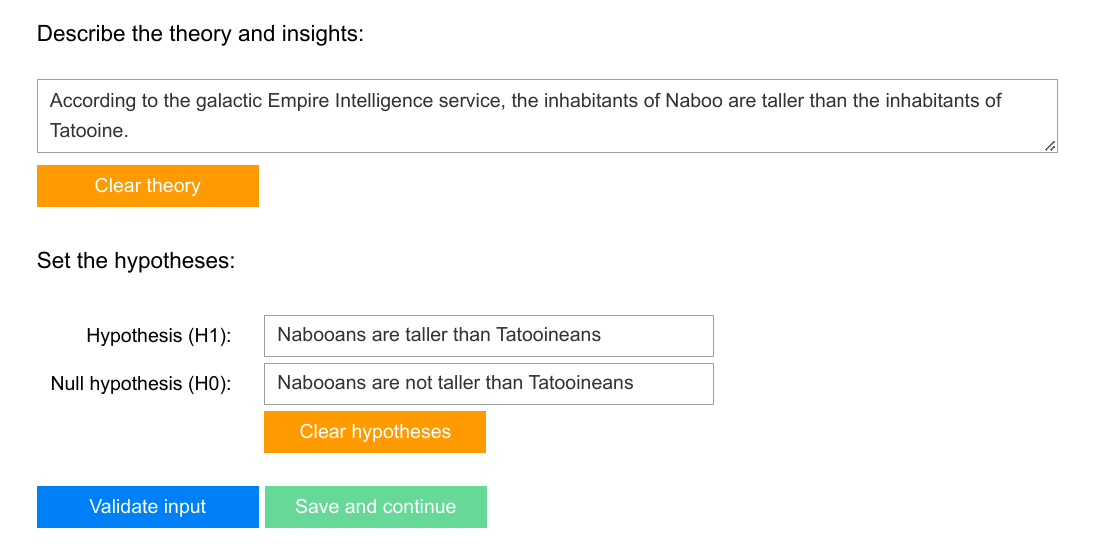 Describe the theory and insights:
According to the galactic Empire Intelligence service, the inhabitants of Naboo are taller than the inhabitants of
Tatooine.
Clear theory
Set the hypotheses:
Hypothesis (H1): Nabooans are taller than Tatooineans
Null hypothesis (H0): Nabooans are not taller than Tatooineans
Clear hypotheses
Validate input Save and continue